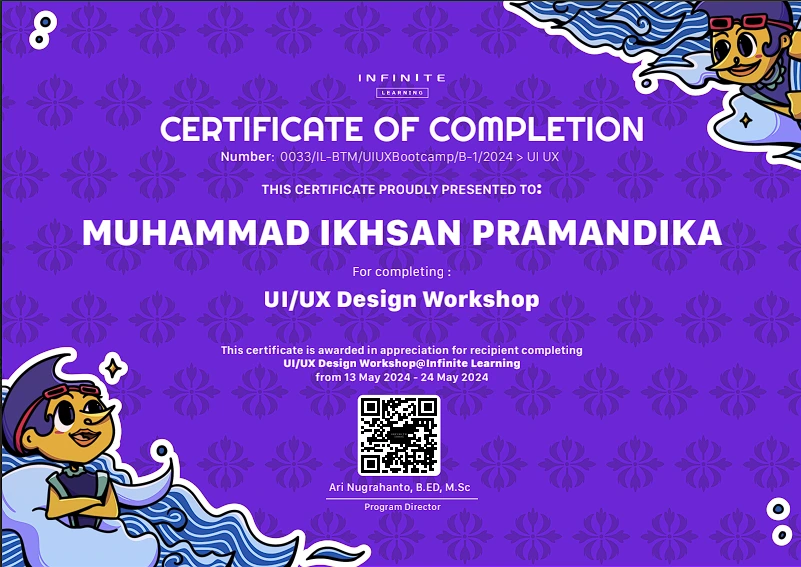 INFINITE
LEARNING
CERTIFICATE OF COMPLETION
Number: 0033/IL-BTM/UIUXBootcamp/B-1/2024 > UI UX
THIS CERTIFICATE PROUDLY PRESENTED TO:
MUHAMMAD IKHSAN PRAMANDIKA
For completing :
UI/UX Design Workshop
This certificate is awarded in appreciation for recipient completing
UI/UX Design Workshop@Infinite Learning
from 13 May 2024 - 24 May 2024
Ari Nugrahanto, B.ED, M.Sc
Program Director